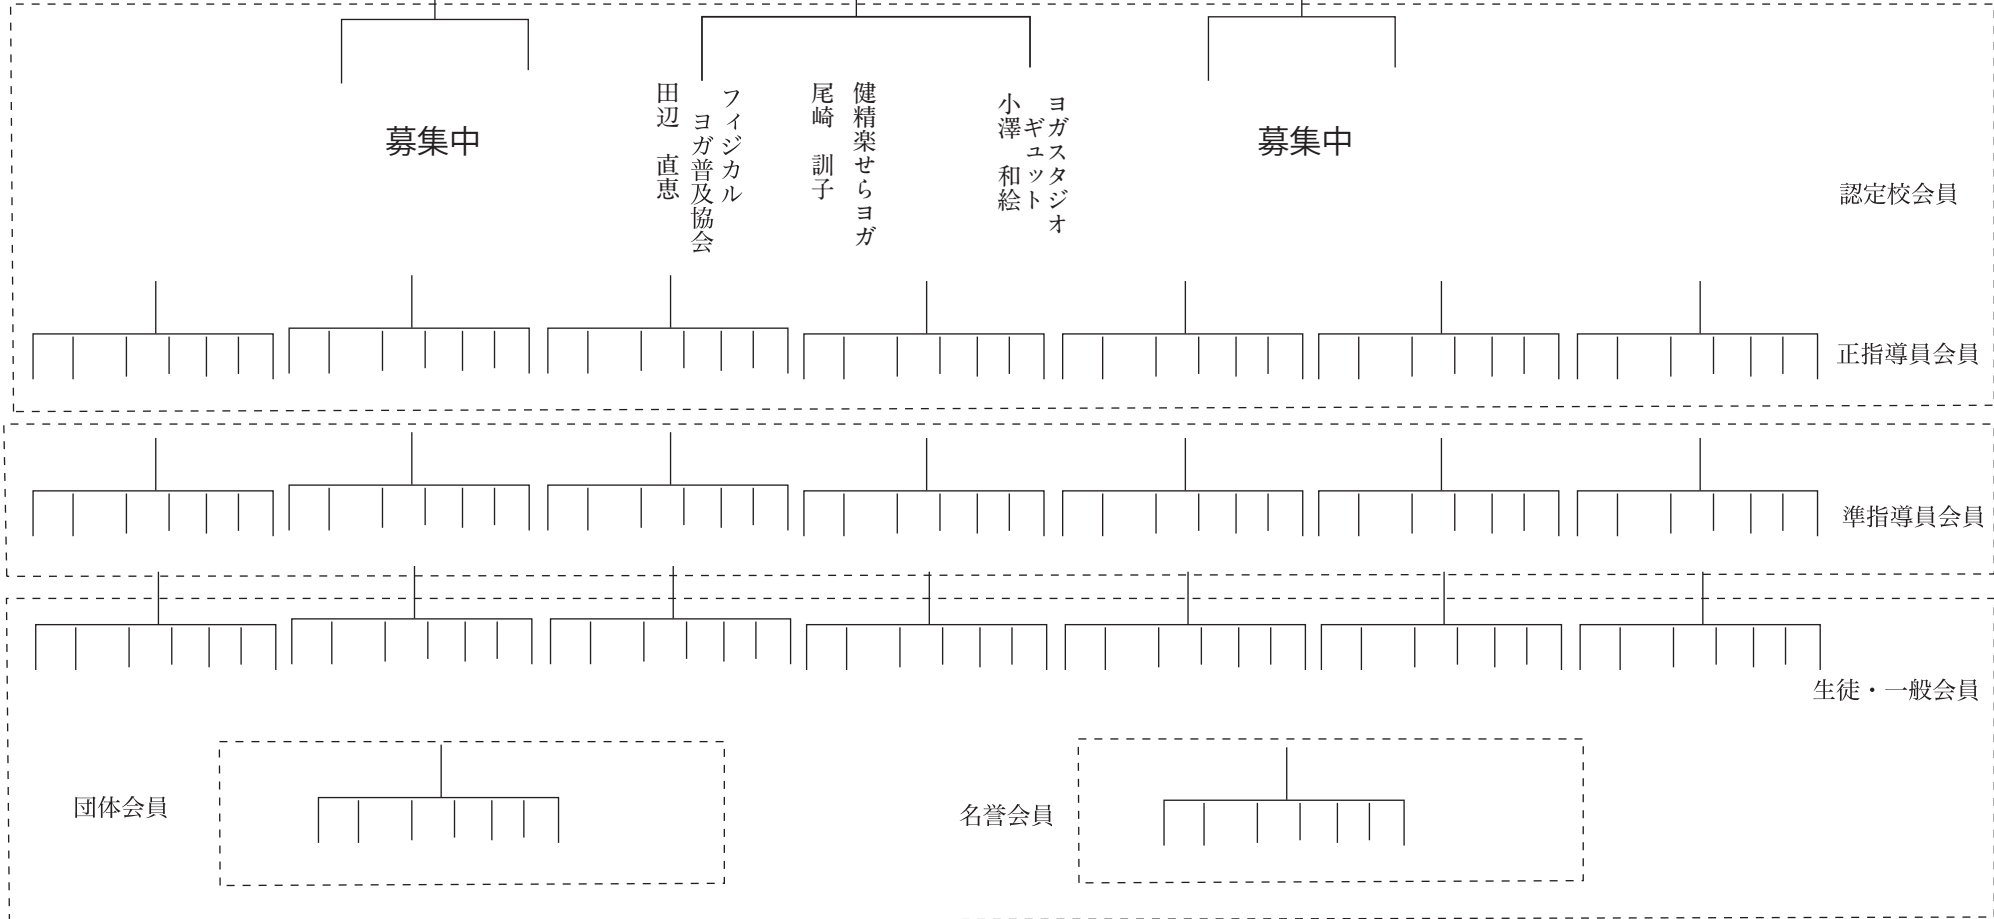 募集中
フィジカル
ヨガ普及協会
田辺　直恵
健精楽せらヨガ
尾崎　訓子
ヨガスタジオ
ギュット
小澤　和絵
募集中
認定校会員
正指導員会員
準指導員会員
生徒・一般会員
団体会員
名誉会員